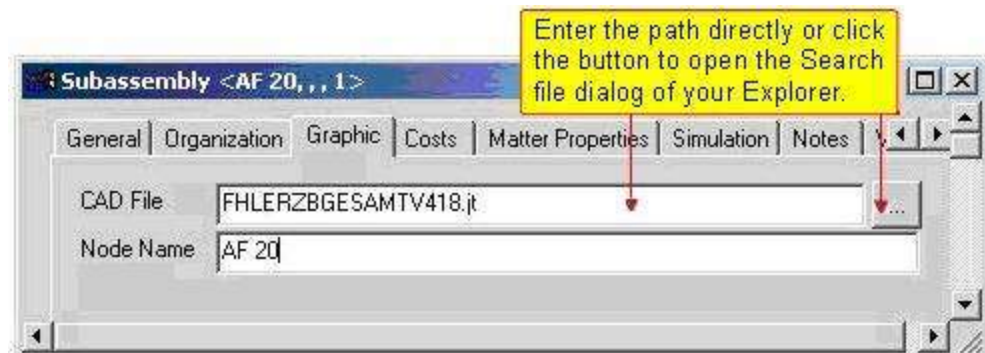 Enter the path directly or click
the button to open the Search
file dialog of your Explorer.
Subassembly <AF 20, , , 1>
General Organization Graphic Costs Matter Properties Simulation Notes
CAD File FHLERZBGESAMTV418.jt ...
Node Name AF 20